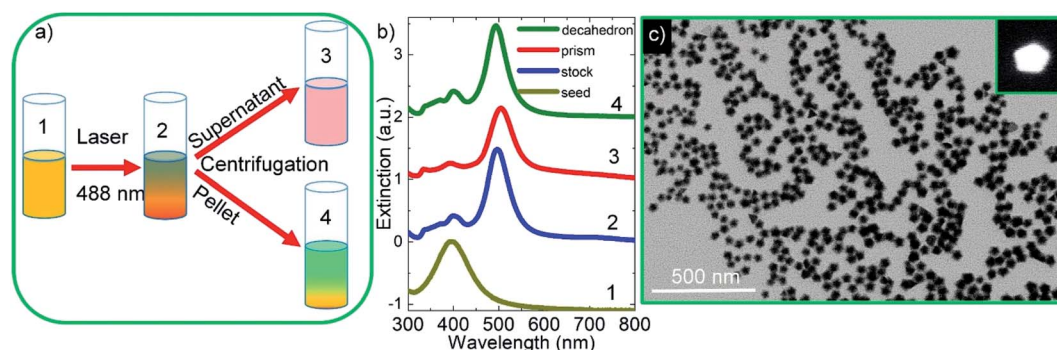 a)
1
Laser
488 nm
2
Supernatant
Centrifugation
Pellet
3
4
b)
decahedron
prism
stock
seed
4
3
2
1
3
2
1
0
-1
Extinction (a.u.)
300 400 500 600 700 800
Wavelength (nm)
c)
500 nm